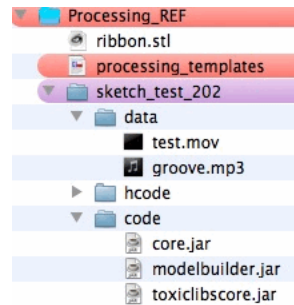 Processing_REF
ribbon.stl
processing_templates
sketch_test_202
data
test.mov
groove.mp3
hcode
code
core.jar
modelbuilder.jar
toxiclibscore.jar